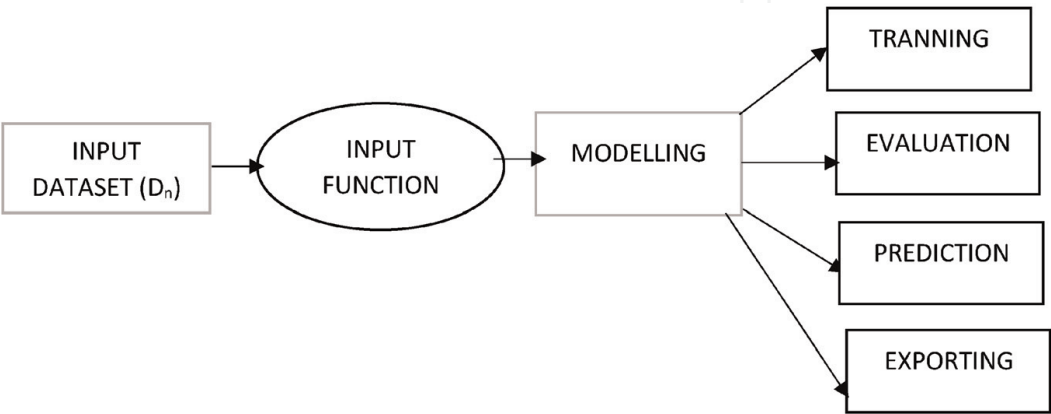 INPUT
DATASET (Dn)
INPUT
FUNCTION
MODELLING
TRANNING
EVALUATION
PREDICTION
EXPORTING